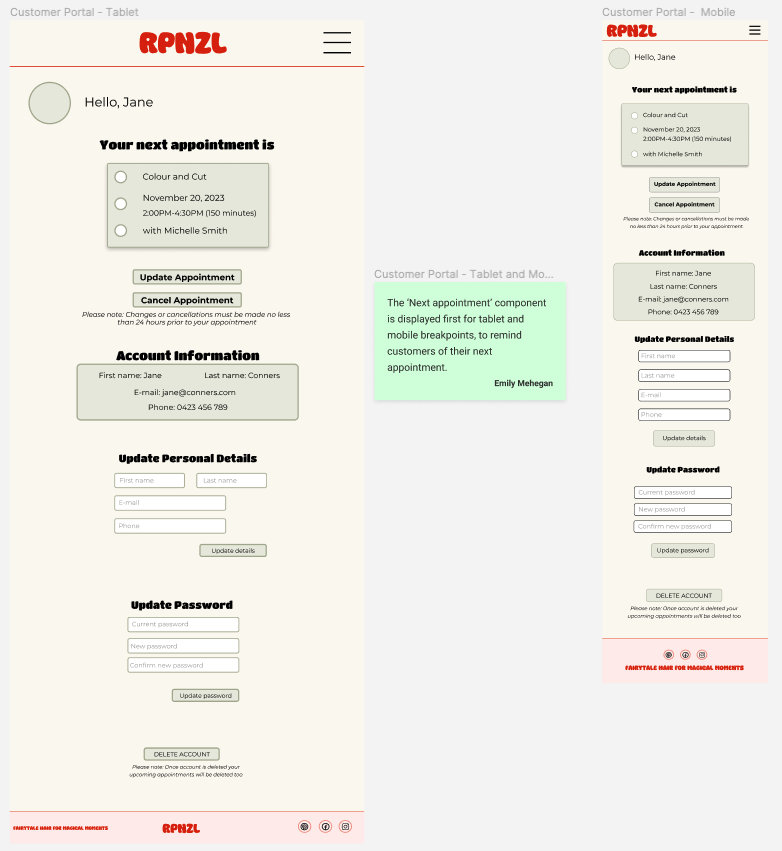 Customer Portal - Tablet
RPNZL
Hello, Jane
Your next appointment is
Colour and Cut
November 20, 2023
2:00PM-4:30PM (150 minutes)
with Michelle Smith
Update Appointment
Cancel Appointment
Please note: Changes or cancellations must be made no less
than 24 hours prior to your appointment
Account Information
First name: Jane Last name: Conners
E-mail: jane@conners.com
Phone: 0423 456 789
Update Personal Details
First name Last name
E-mail
Phone
Update details
Update Password
Current password
New password
Confirm new password
Update password
DELETE ACCOUNT
Please note: Once account is deleted your
upcoming appointments will be deleted too
FAIRYTALE HAIR FOR MAGICAL MOMENTS RPNZL
Customer Portal - Tablet and Mo...
The ‘Next appointment’ component
is displayed first for tablet and
mobile breakpoints, to remind
customers of their next
appointment.
Emily Mehegan
Customer Portal - Mobile
RPNZL
Hello, Jane
Your next appointment is
Colour and Cut
November 20, 2023
2:00PM-4:30PM (150 minutes)
with Michelle Smith
Update Appointment
Cancel Appointment
Please note: Changes or cancellations must be made
no less than 24 hours prior to your appointment.
Account Information
First name: Jane
Last name: Conners
E-mail: jane@conners.com
Phone: 0423 456 789
Update Personal Details
First name
Last name
E-mail
Phone
Update details
Update Password
Current password
New password
Confirm new password
Update password
DELETE ACCOUNT
Please note: Once account is deleted your
upcoming appointments will be deleted too
FAIRYTALE HAIR FOR MAGICAL MOMENTS